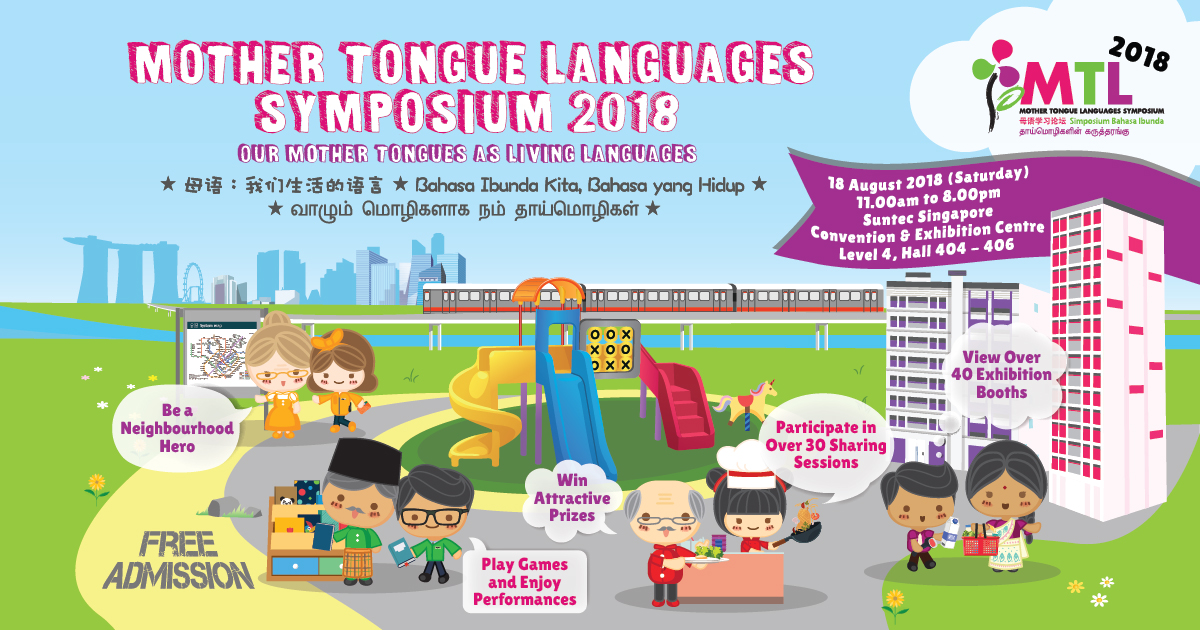 MOTHER TONGUE LANGUAGES
SYMPOSIUM 2018
OUR MOTHER TONGUES AS LIVING LANGUAGES
★ 母语：我们生活的语言 ★ Bahasa Ibunda Kita, Bahasa yang Hidup ★
★ வாழும் மொழிகளாக நம் தாய்மொழிகள் ★
2018
MTL
MOTHER TONGUE LANGUAGES SYMPOSIUM
母语学习论坛 Simposium Bahasa Ibunda
தாய்மொழிகளின் கருத்தரங்கு
18 August 2018 (Saturday)
11.00am to 8.00pm
Suntec Singapore
Convention & Exhibition Centre
Level 4, Hall 404 – 406
System map
O X O
X O O
O X X
View Over
40 Exhibition
Booths
Be a
Neighbourhood
Hero
Participate in
Over 30 Sharing
Sessions
Win
Attractive
Prizes
FREE
ADMISSION
Play Games
and Enjoy
Performances